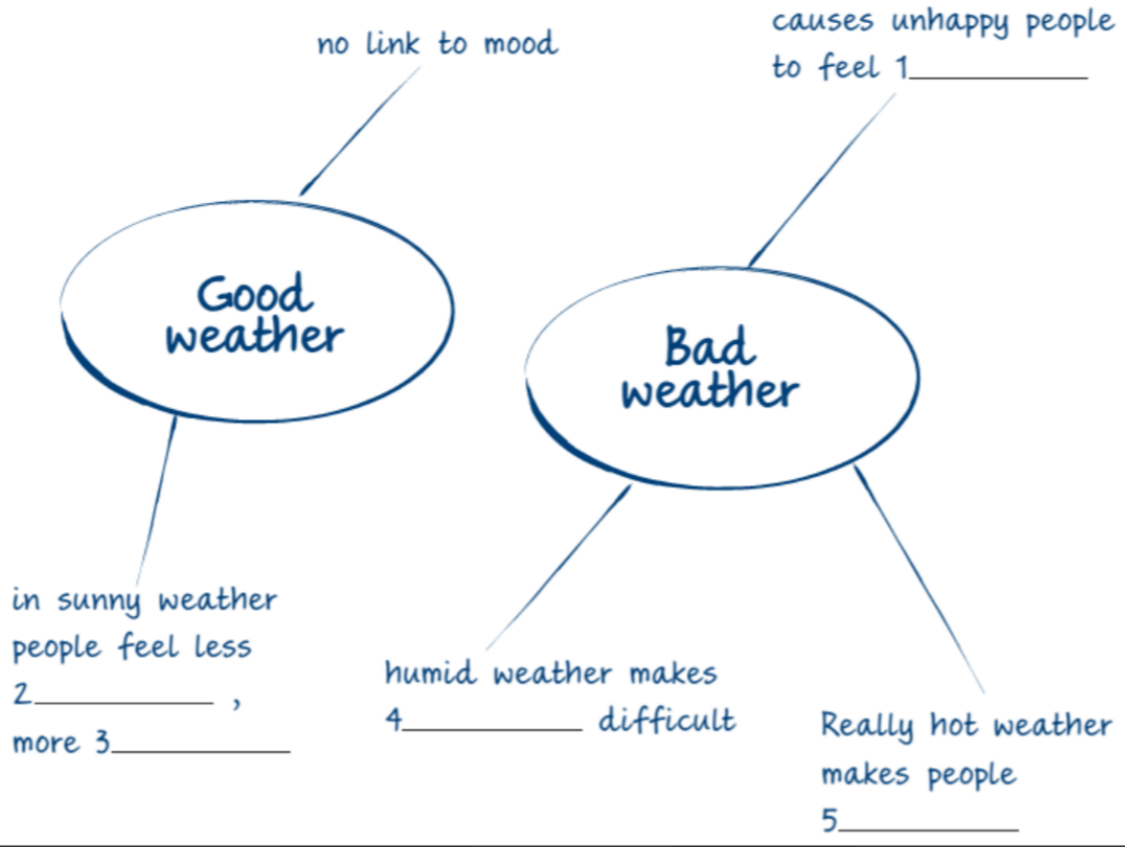 no link to mood
causes unhappy people
to feel 1__________
Good
weather
Bad
weather
in sunny weather
people feel less
2__________ ,
more 3__________
humid weather makes
4__________ difficult
Really hot weather
makes people
5__________